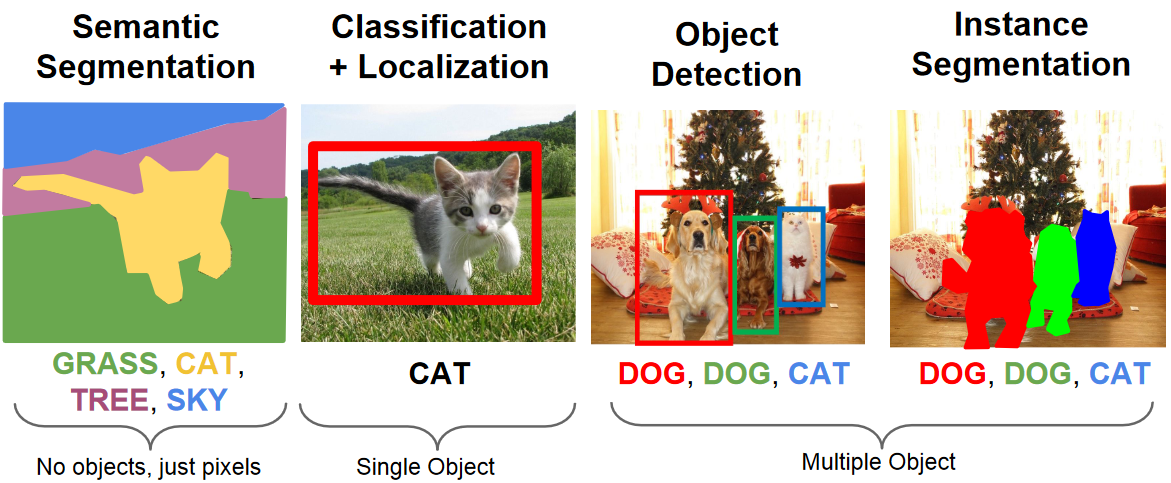 Semantic
Segmentation
Classification
+ Localization
Object
Detection
Instance
Segmentation
GRASS, CAT,
TREE, SKY
CAT
DOG, DOG, CAT
DOG, DOG, CAT
No objects, just pixels
Single Object
Multiple Object